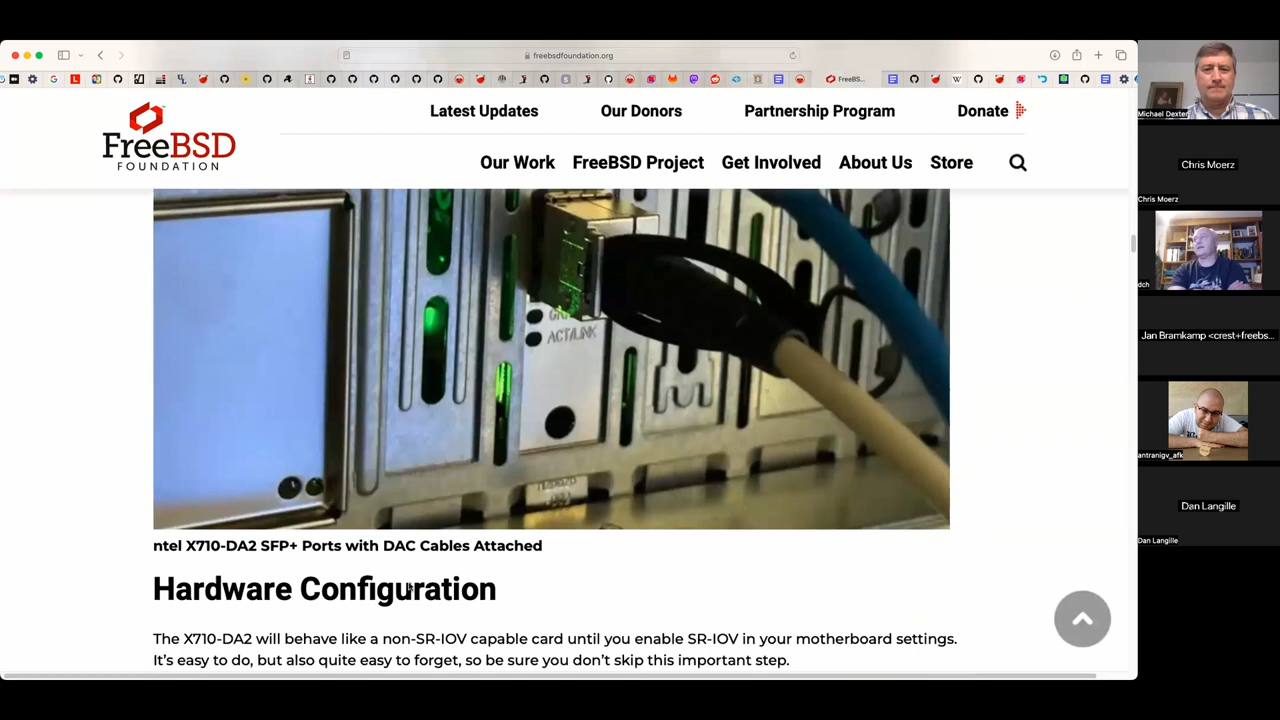 freebsdfoundation.org
FreeBS...
FreeBSD
FOUNDATION
Latest Updates
Our Donors
Partnership Program
Donate
Our Work
FreeBSD Project
Get Involved
About Us
Store
ACT/LINK
ntel X710-DA2 SFP+ Ports with DAC Cables Attached
Hardware Configuration
The X710-DA2 will behave like a non-SR-IOV capable card until you enable SR-IOV in your motherboard settings.
It's easy to do, but also quite easy to forget, so be sure you don't skip this important step.
Michael Dexter
Chris Moerz
Chris Moerz
dch
Jan Bramkamp <crest+freebs...
antranigv_afk
Dan Langille
Dan Langille